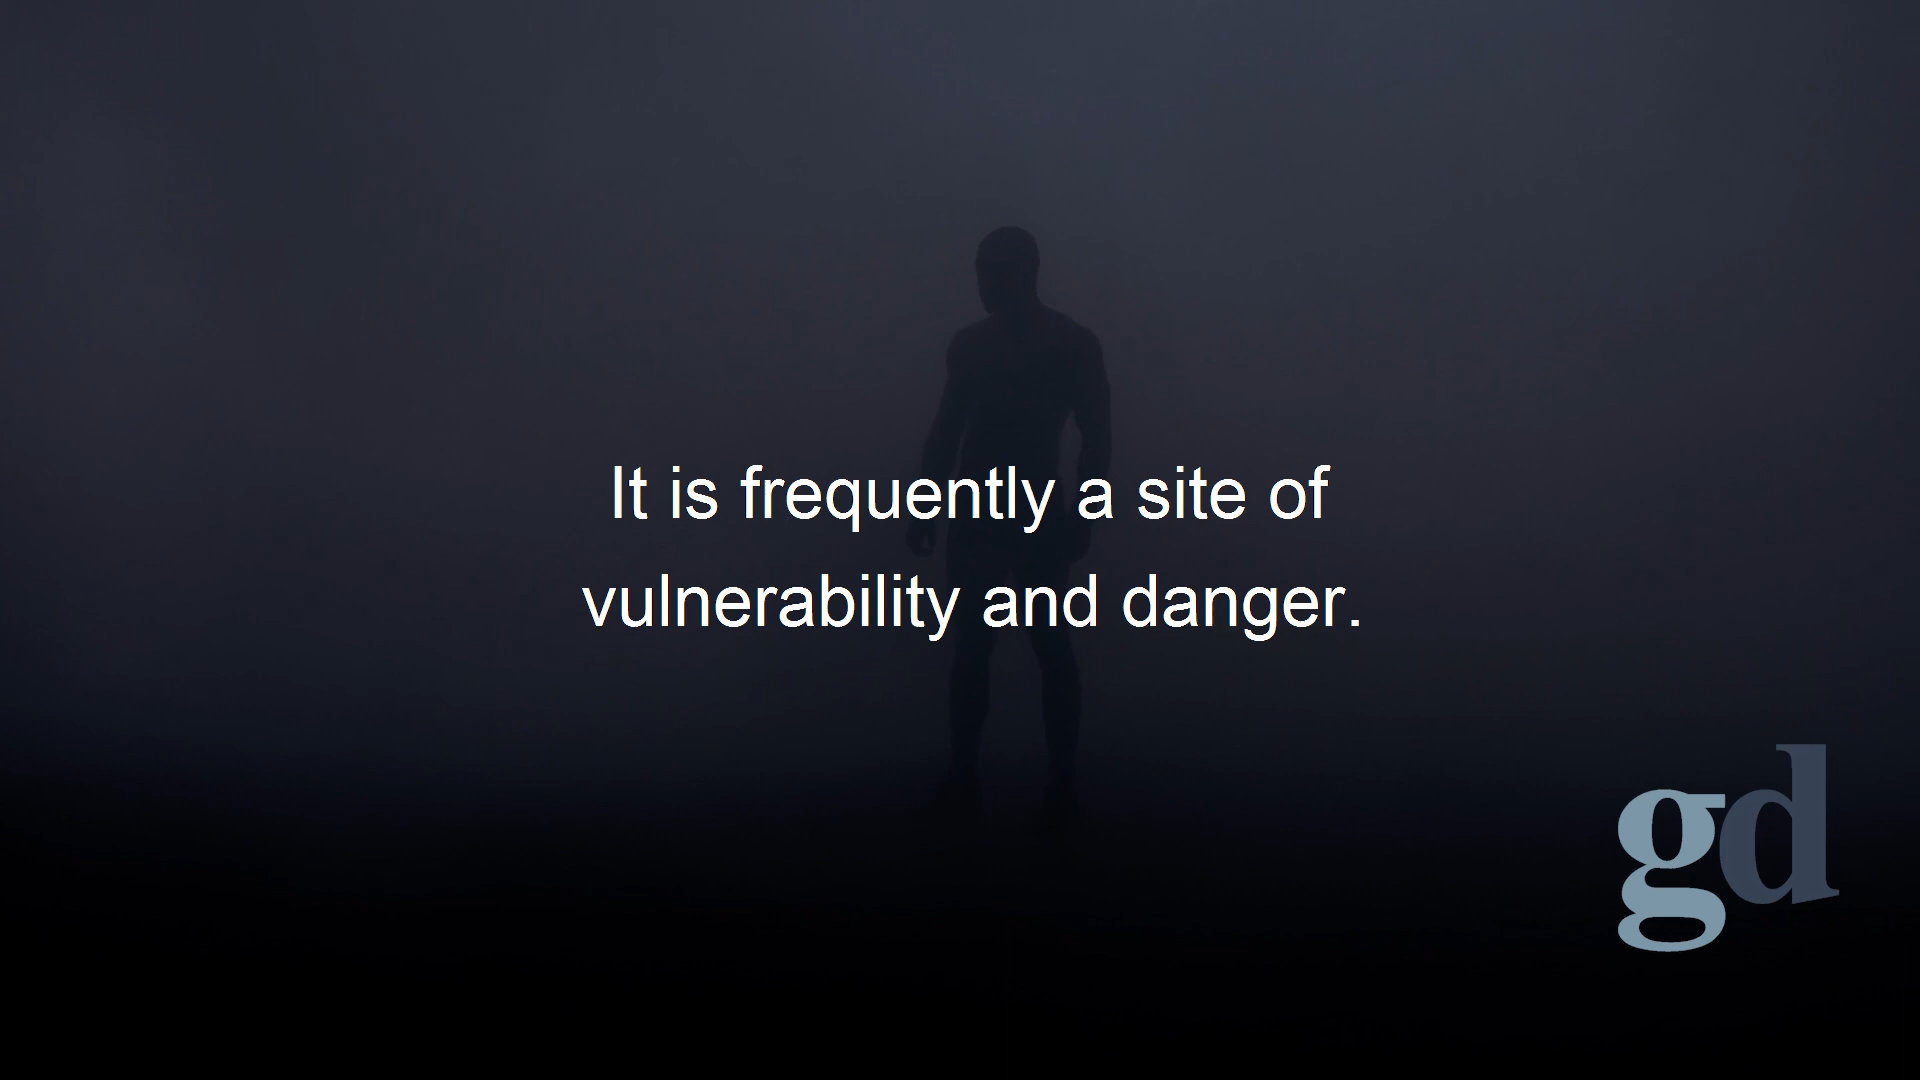 It is frequently a site of
vulnerability and danger.
gd